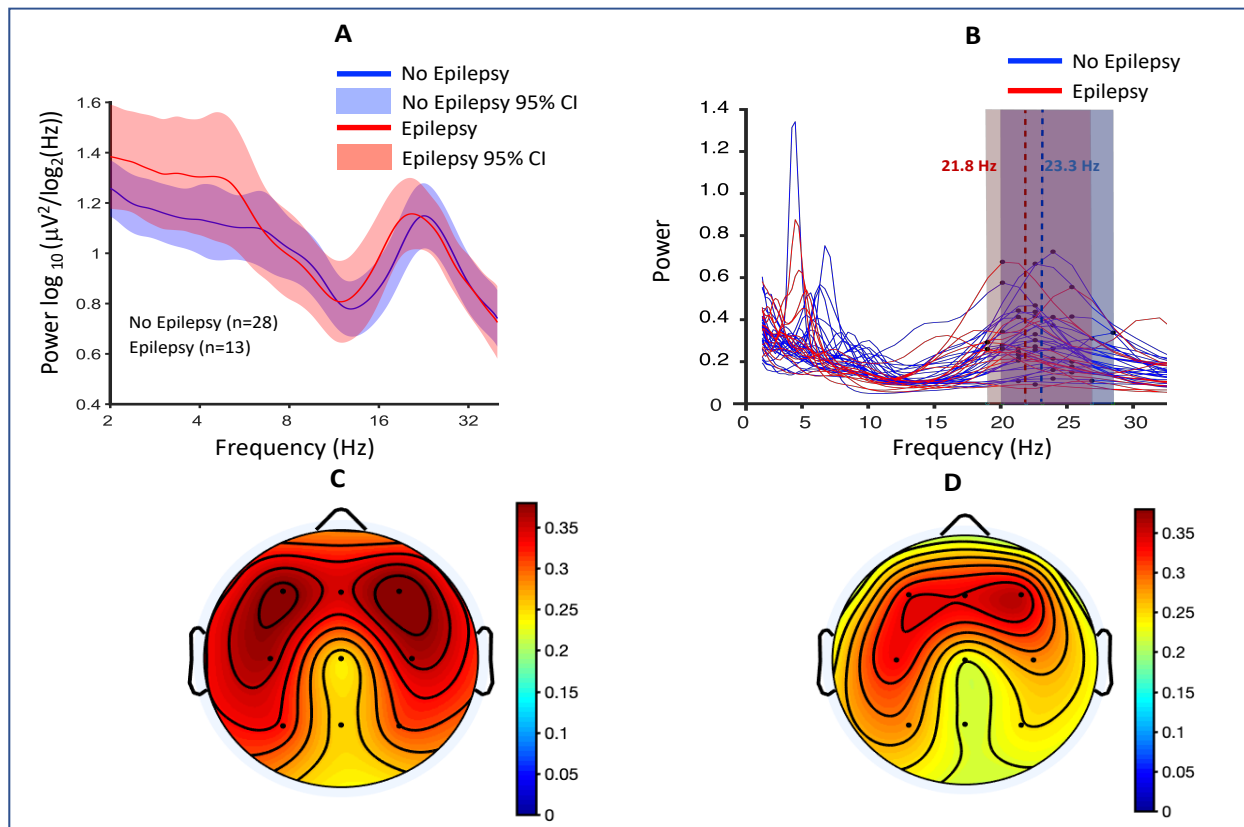 A
No Epilepsy
No Epilepsy 95% CI
Epilepsy
Epilepsy 95% CI
Power log 10 (μV²/log₂(Hz))
1.6
1.4
1.2
1
0.8
0.6
0.4
No Epilepsy (n=28)
Epilepsy (n=13)
2 4 8 16 32
Frequency (Hz)
B
No Epilepsy
Epilepsy
Power
1.4
1.2
1.0
0.8
0.6
0.4
0.2
0
21.8 Hz 23.3 Hz
0 5 10 15 20 25 30
Frequency (Hz)
C
0.35
0.3
0.25
0.2
0.15
0.1
0.05
0
D
0.35
0.3
0.25
0.2
0.15
0.1
0.05
0